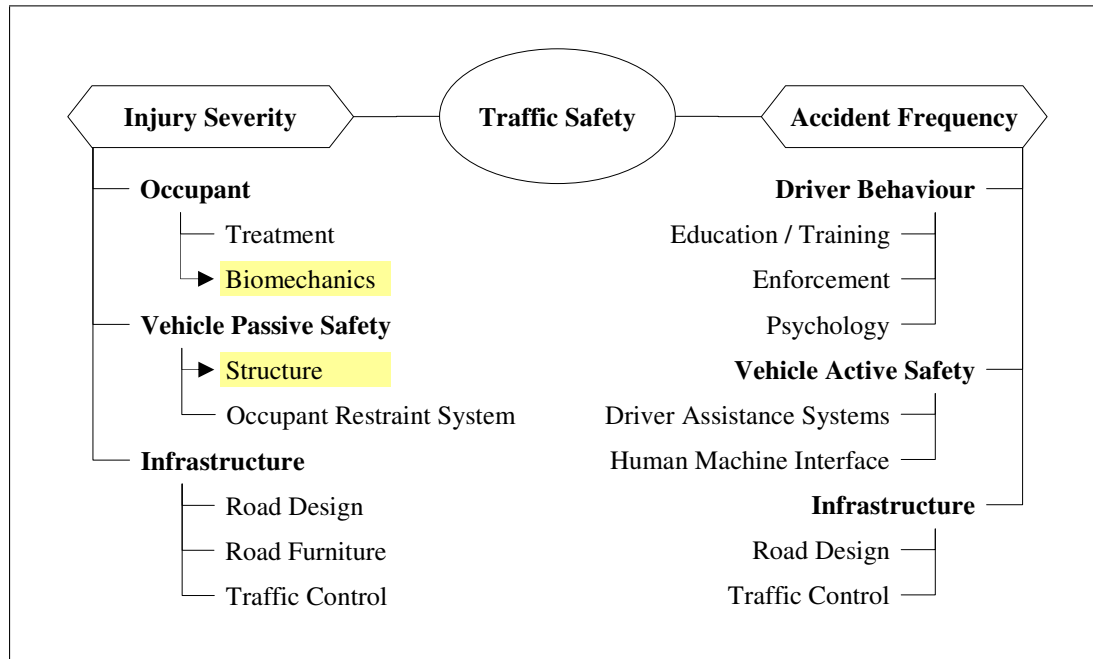 Injury Severity
Traffic Safety
Accident Frequency
Occupant
Treatment
Biomechanics
Vehicle Passive Safety
Structure
Occupant Restraint System
Infrastructure
Road Design
Road Furniture
Traffic Control
Driver Behaviour
Education / Training
Enforcement
Psychology
Vehicle Active Safety
Driver Assistance Systems
Human Machine Interface
Infrastructure
Road Design
Traffic Control